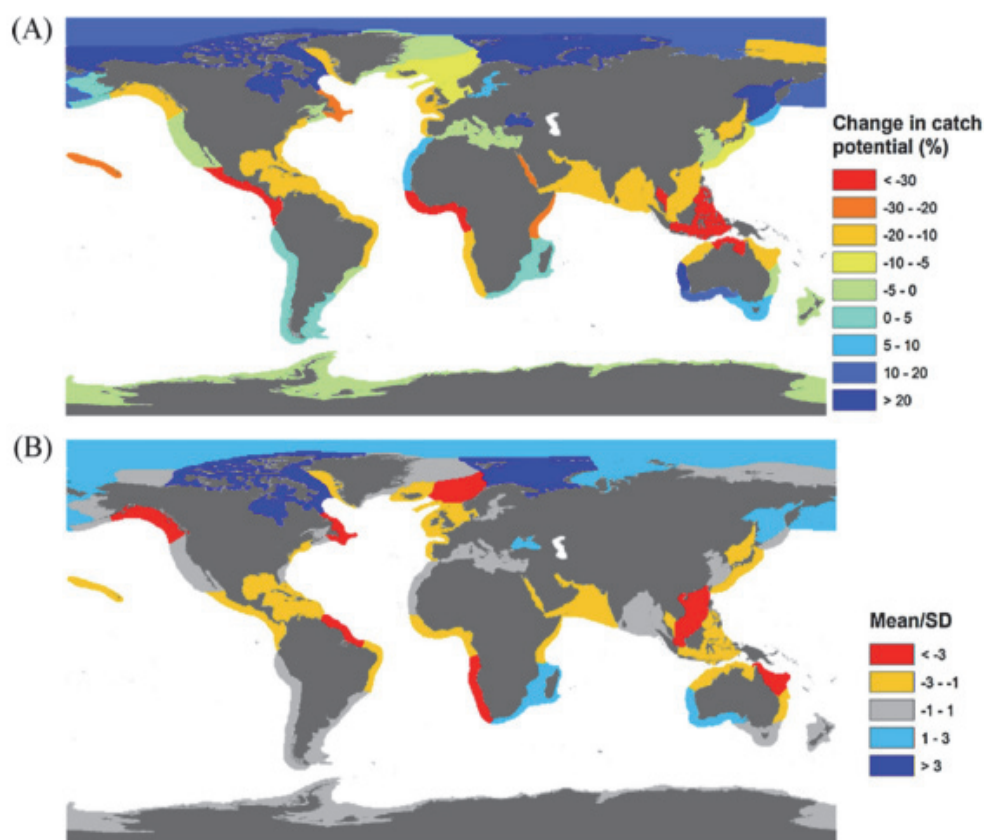 (A)
Change in catch
potential (%)
< -30
-30 - -20
-20 - -10
-10 - -5
-5 - 0
0 - 5
5 - 10
10 - 20
> 20
(B)
Mean/SD
< -3
-3 - -1
-1 - 1
1 - 3
> 3